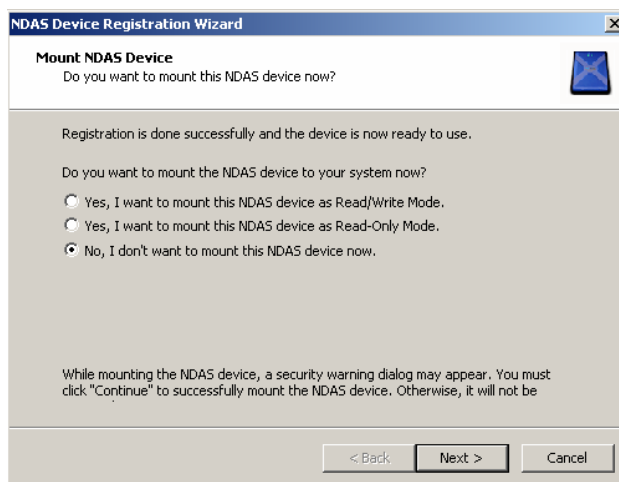 NDAS Device Registration Wizard
Mount NDAS Device
Do you want to mount this NDAS device now?
Registration is done successfully and the device is now ready to use.
Do you want to mount the NDAS device to your system now?
Yes, I want to mount this NDAS device as Read/Write Mode.
Yes, I want to mount this NDAS device as Read-Only Mode.
No, I don't want to mount this NDAS device now.
While mounting the NDAS device, a security warning dialog may appear. You must
click "Continue" to successfully mount the NDAS device. Otherwise, it will not be
< Back
Next >
Cancel